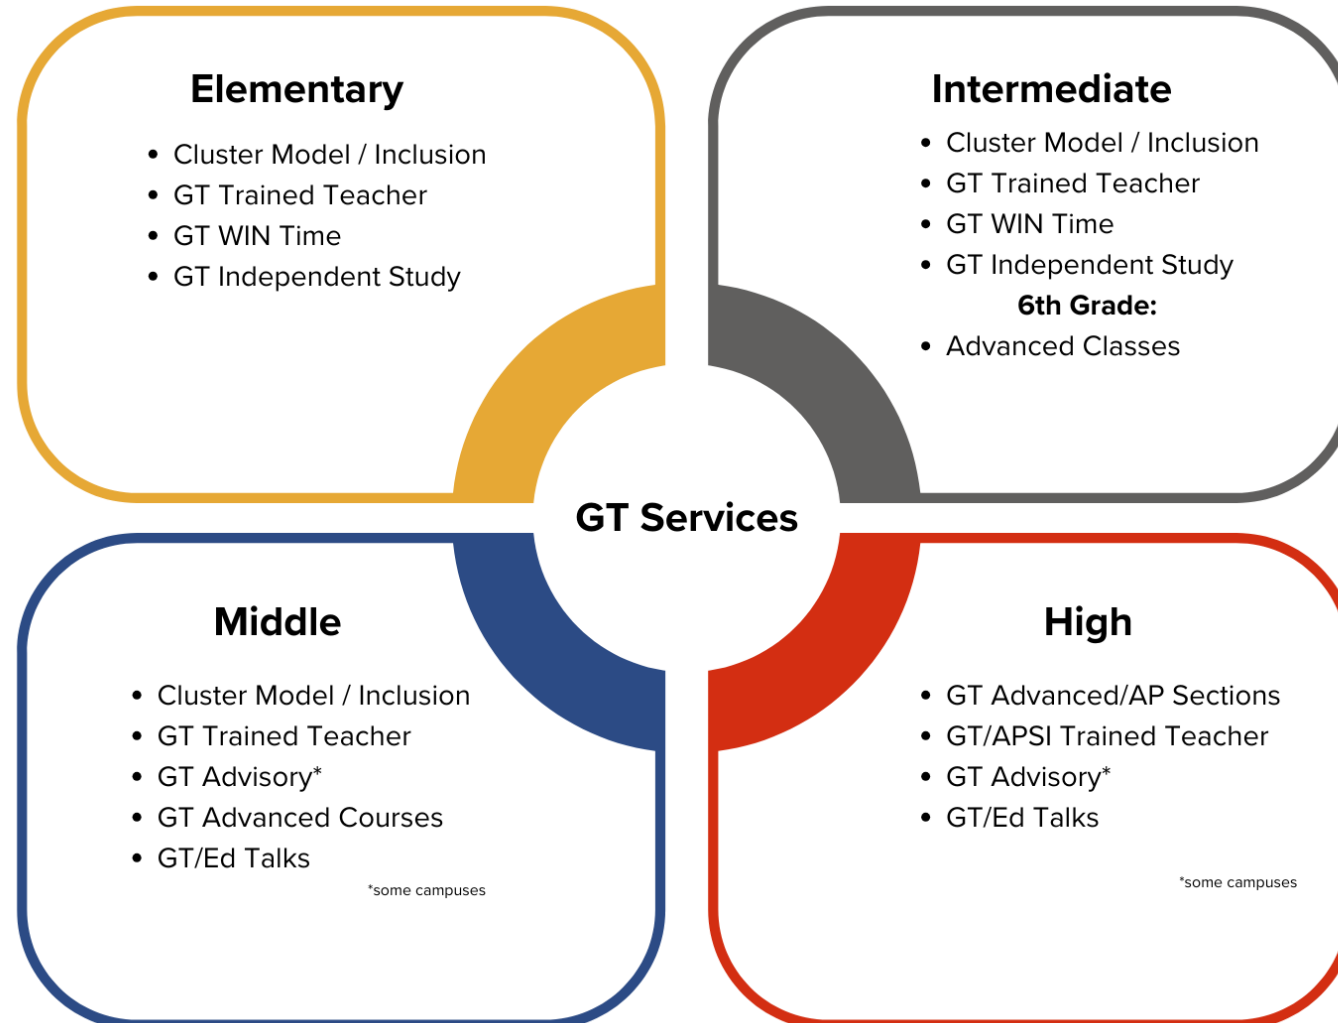 Elementary
• Cluster Model / Inclusion
• GT Trained Teacher
• GT WIN Time
• GT Independent Study
Intermediate
• Cluster Model / Inclusion
• GT Trained Teacher
• GT WIN Time
• GT Independent Study
6th Grade:
• Advanced Classes
GT Services
Middle
• Cluster Model / Inclusion
• GT Trained Teacher
• GT Advisory*
• GT Advanced Courses
• GT/Ed Talks
*some campuses
High
• GT Advanced/AP Sections
• GT/APSI Trained Teacher
• GT Advisory*
• GT/Ed Talks
*some campuses